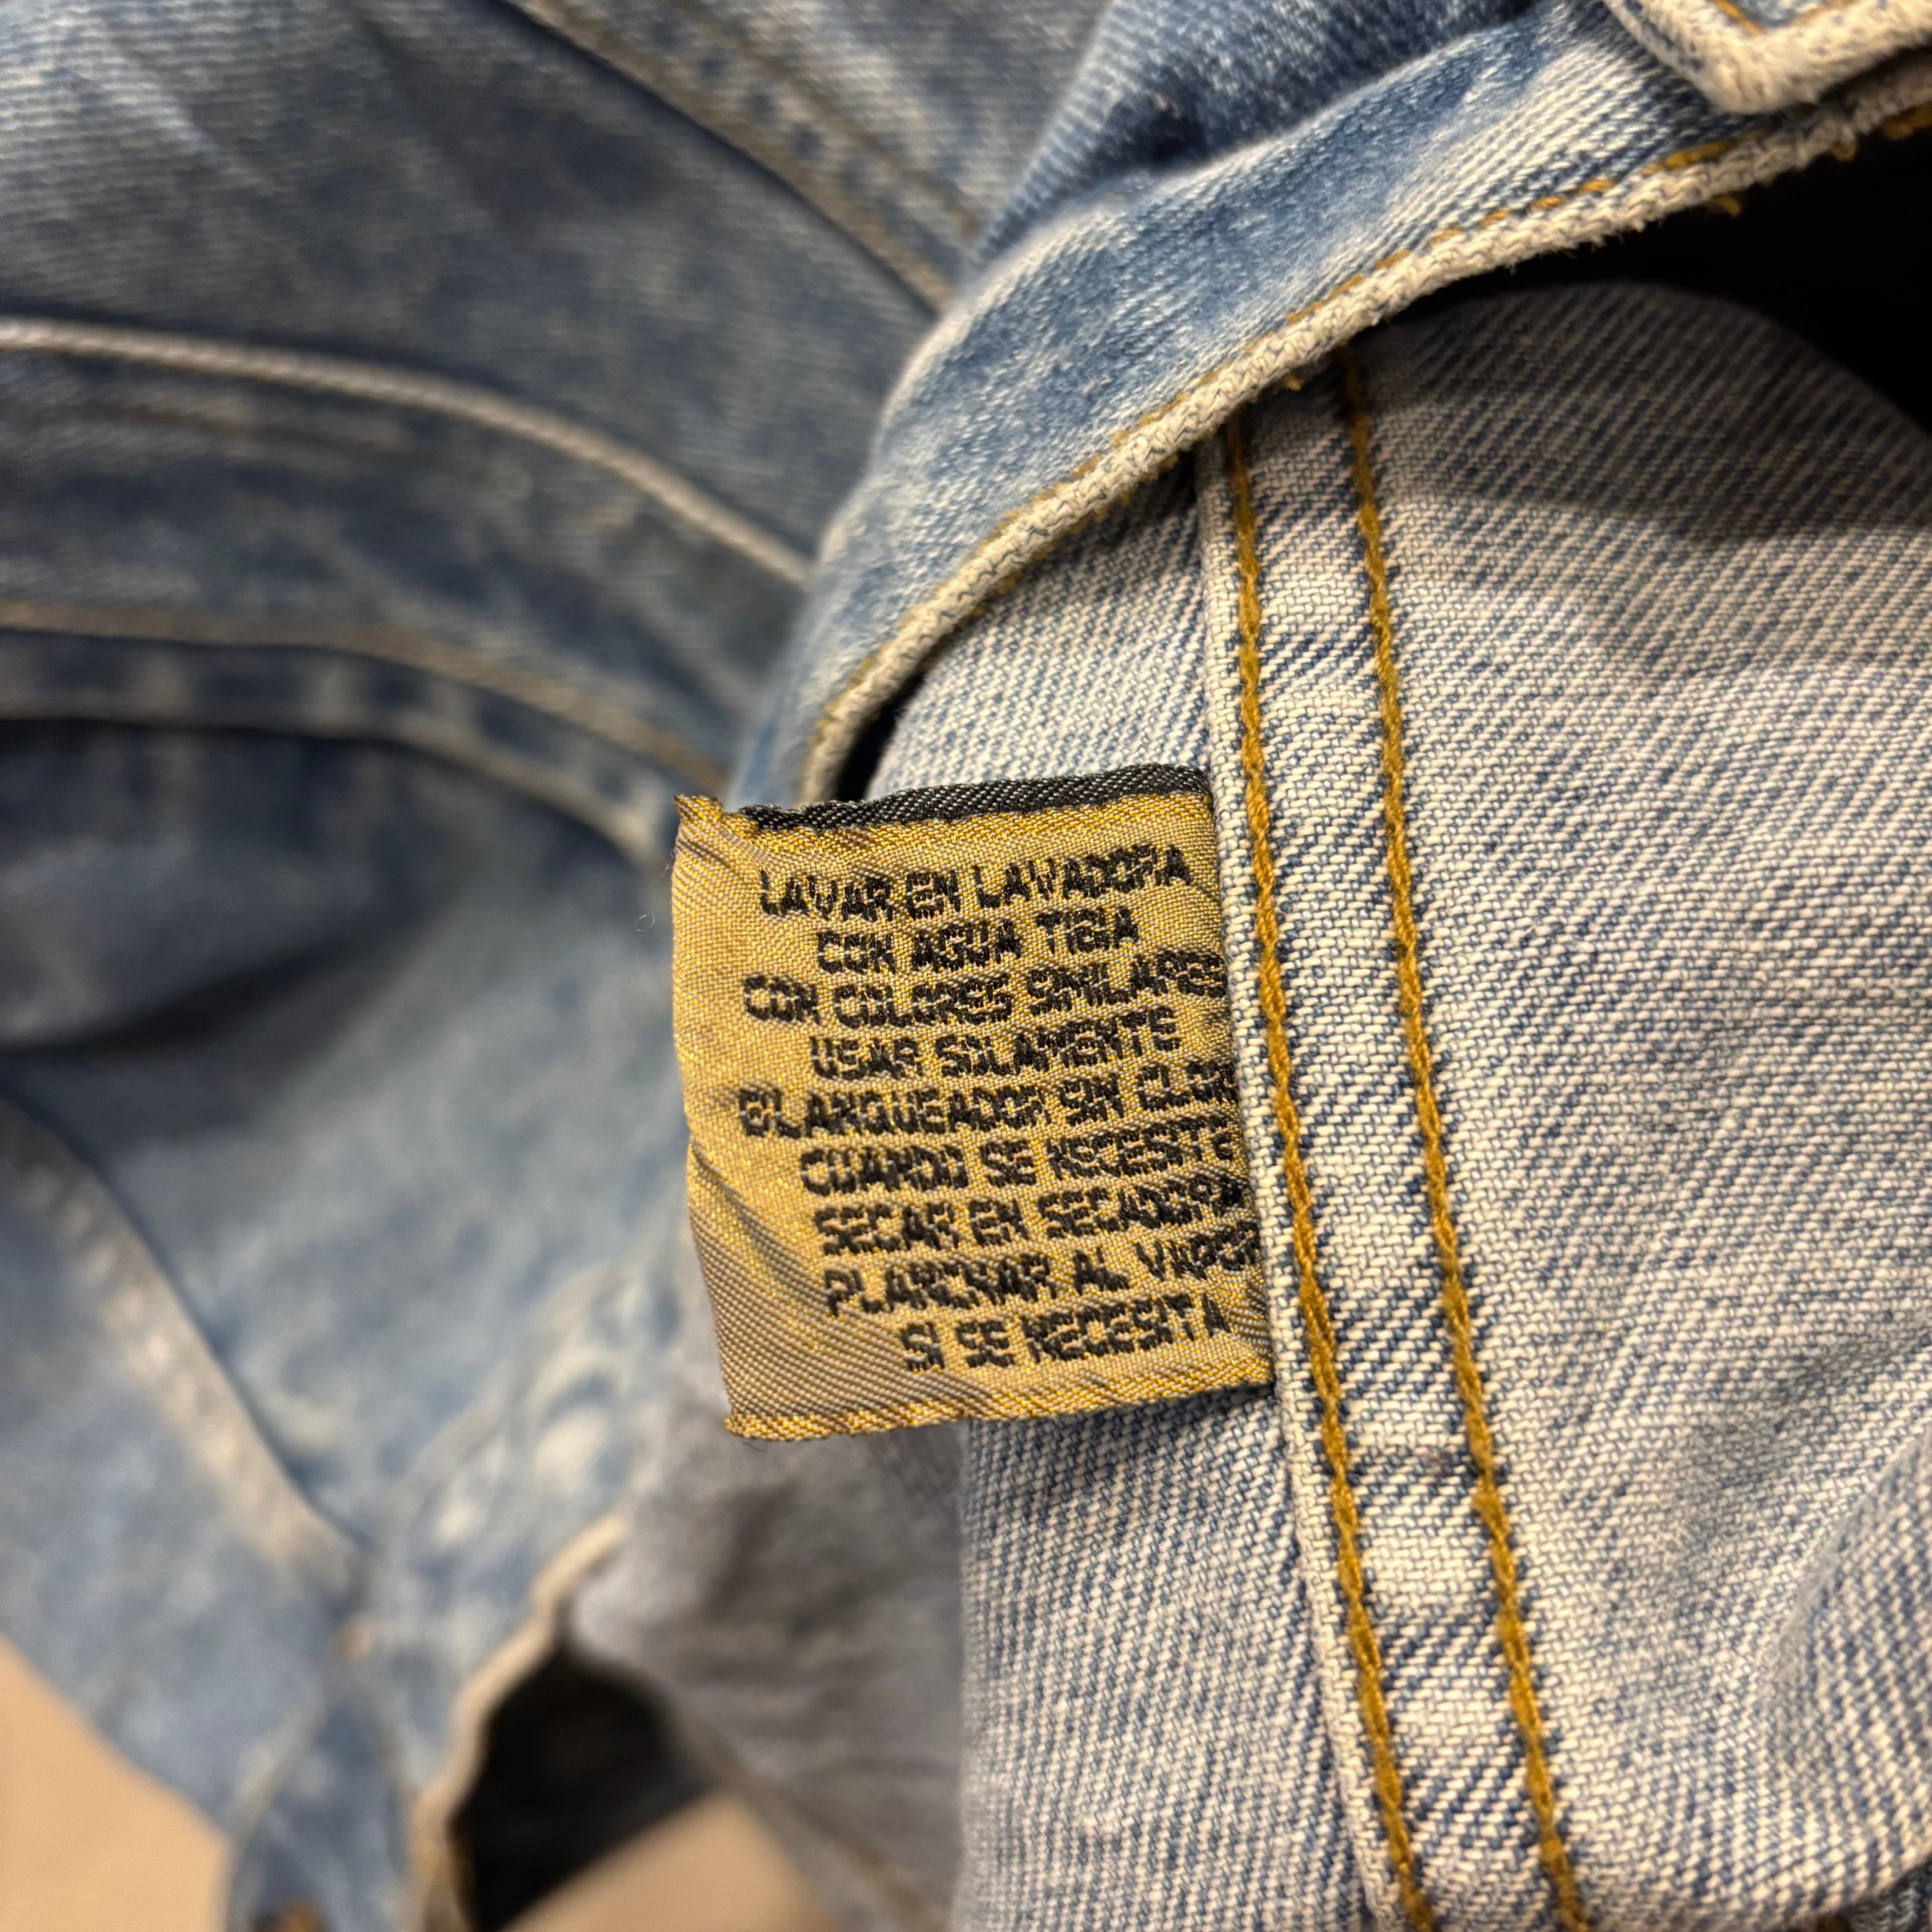 LAVAR EN LAVADORA
CON AGUA TIBIA
CON COLORES SIMILARES
USAR SOLAMENTE
BLANQUEADOR SIN CLOR
CUANDO SE NECESITE
SECAR EN SECADORA
PLANCHAR AL VAPOR
SI SE NECESITA